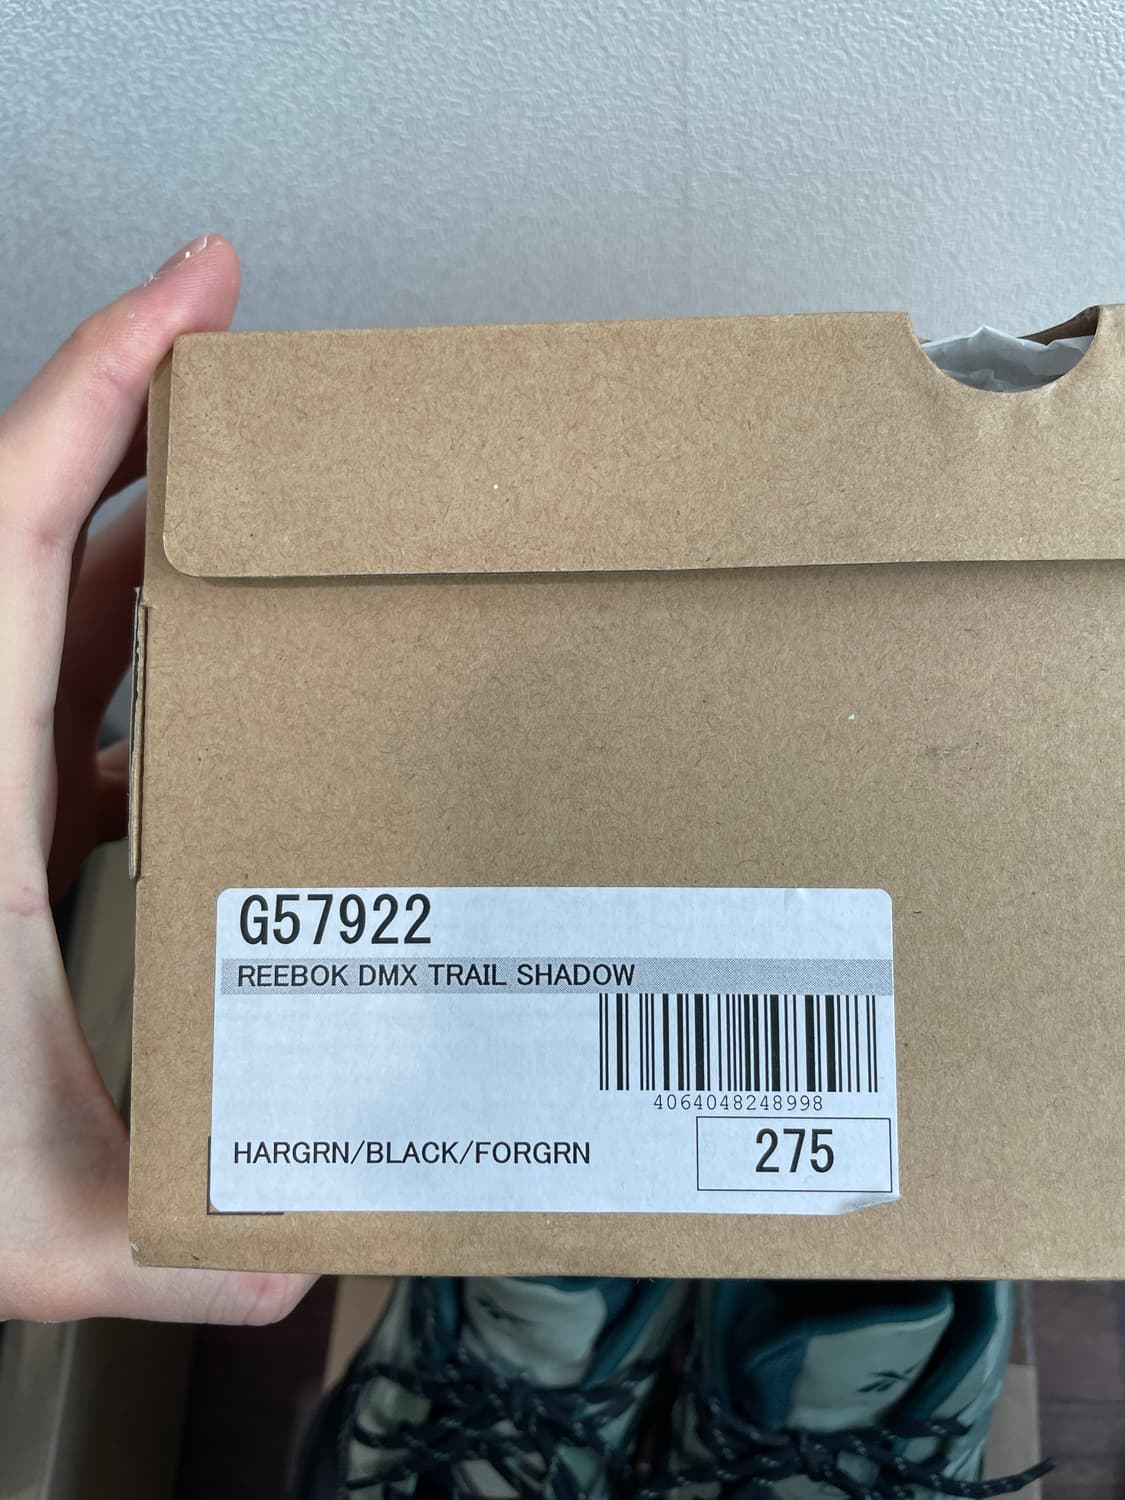 G57922
REEBOK DMX TRAIL SHADOW
4064048248998
HARGRN/BLACK/FORGRN
275